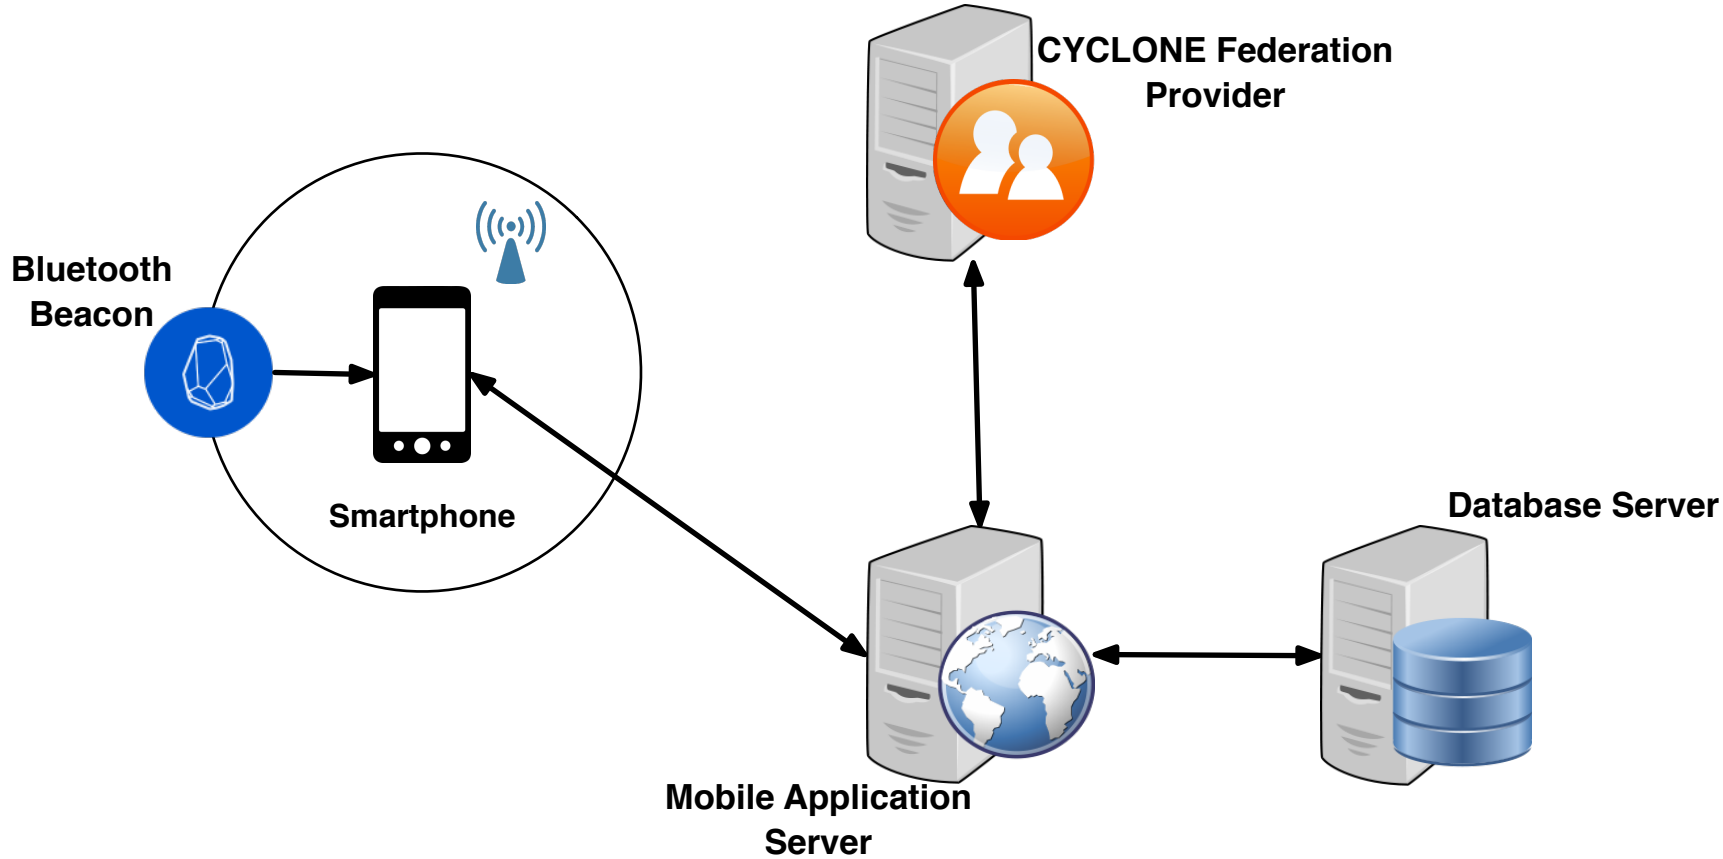 CYCLONE Federation
Provider
Bluetooth
Beacon
Smartphone
Database Server
Mobile Application
Server